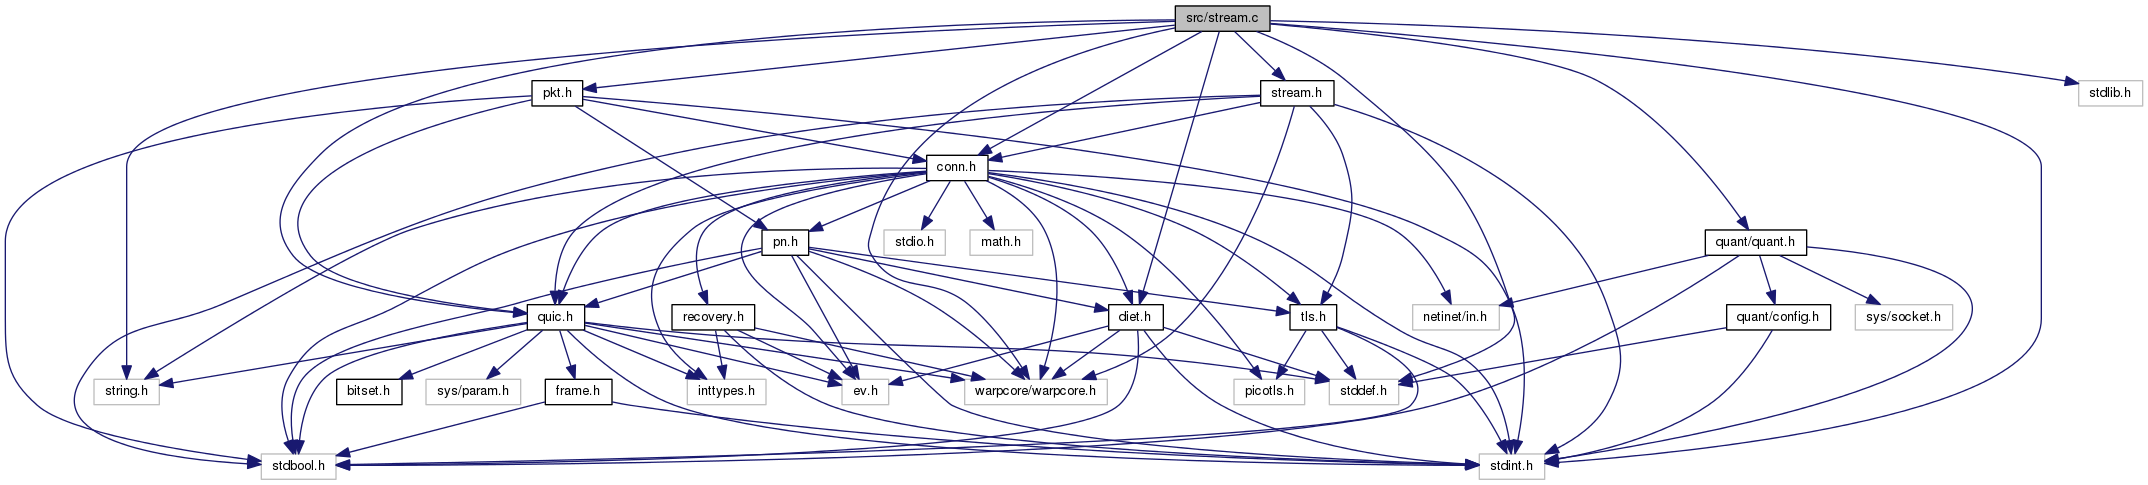 src/stream.c
pkt.h
stream.h
stdlib.h
conn.h
pn.h
stdio.h
math.h
quant/quant.h
quic.h
recovery.h
diet.h
tls.h
netinet/in.h
quant/config.h
sys/socket.h
string.h
bitset.h
sys/param.h
frame.h
inttypes.h
ev.h
warpcore/warpcore.h
picotls.h
stddef.h
stdbool.h
stdint.h